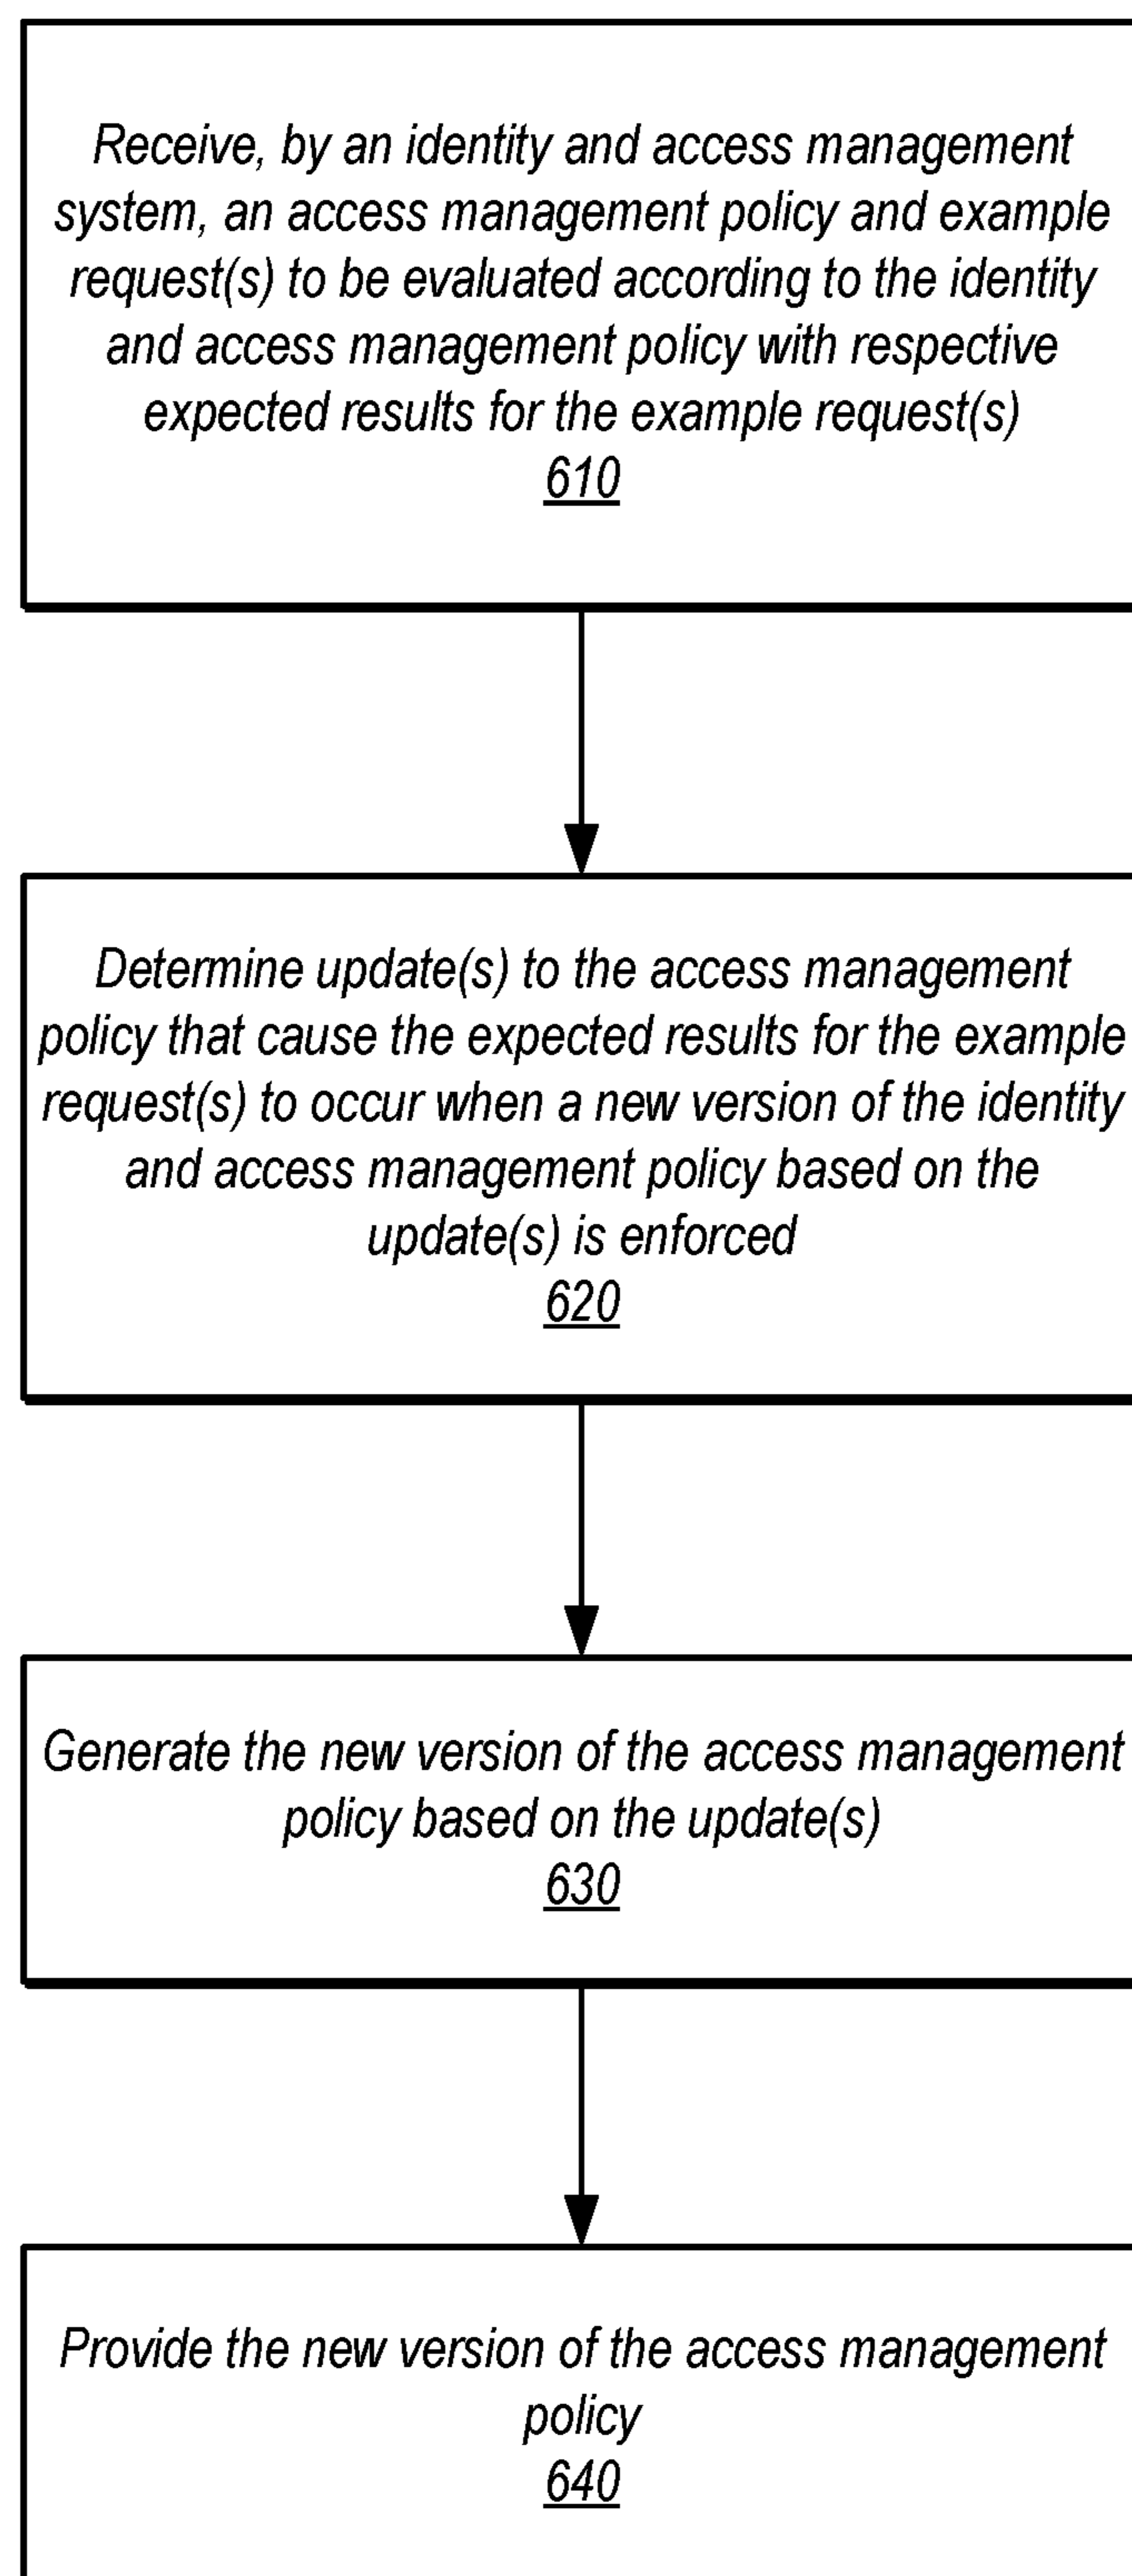 Receive, by an identity and access management
system, an access management policy and example
request(s) to be evaluated according to the identity
and access management policy with respective
expected results for the example request(s)
610
Determine update(s) to the access management
policy that cause the expected results for the example
request(s) to occur when a new version of the identity
and access management policy based on the
update(s) is enforced
620
Generate the new version of the access management
policy based on the update(s)
630
Provide the new version of the access management
policy
640